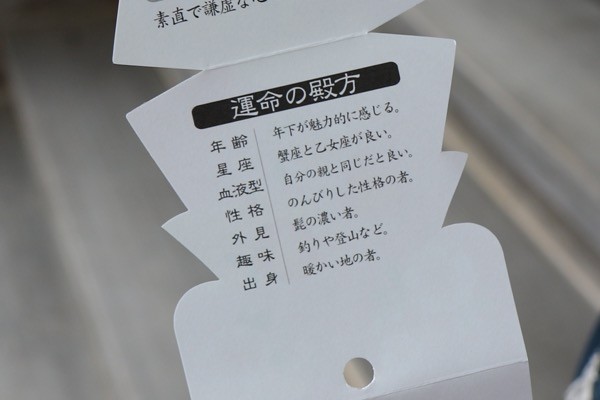 素直で謙虚な
運命の殿方
年齢 年下が魅力的に感じる。
星座 蟹座と乙女座が良い。
血液型 自分の親と同じだと良い。
性格 のんびりした性格の者。
外見 髭の濃い者。
趣味 釣りや登山など。
出身 暖かい地の者。